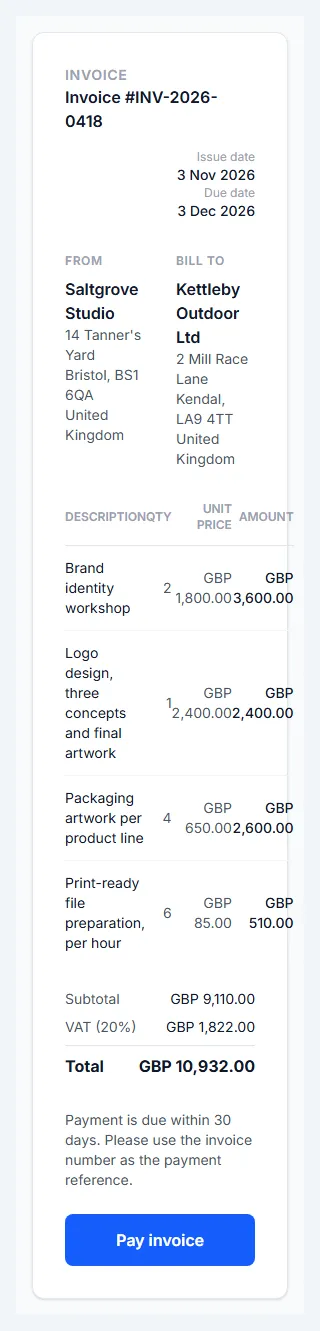 INVOICE
Invoice #INV-2026-
0418
Issue date
3 Nov 2026
Due date
3 Dec 2026
FROM
Saltgrove
Studio
14 Tanner's
Yard
Bristol, BS1
6QA
United
Kingdom
BILL TO
Kettleby
Outdoor
Ltd
2 Mill Race
Lane
Kendal,
LA9 4TT
United
Kingdom
DESCRIPTION QTY UNIT PRICE AMOUNT
Brand
identity
workshop
2
GBP
1,800.00
GBP
3,600.00
Logo
design,
three
concepts
and final
artwork
1
GBP
2,400.00
GBP
2,400.00
Packaging
artwork per
product line
4
GBP
650.00
GBP
2,600.00
Print-ready
file
preparation,
per hour
6
GBP
85.00
GBP
510.00
Subtotal GBP 9,110.00
VAT (20%) GBP 1,822.00
Total GBP 10,932.00
Payment is due within 30
days. Please use the invoice
number as the payment
reference.
Pay invoice